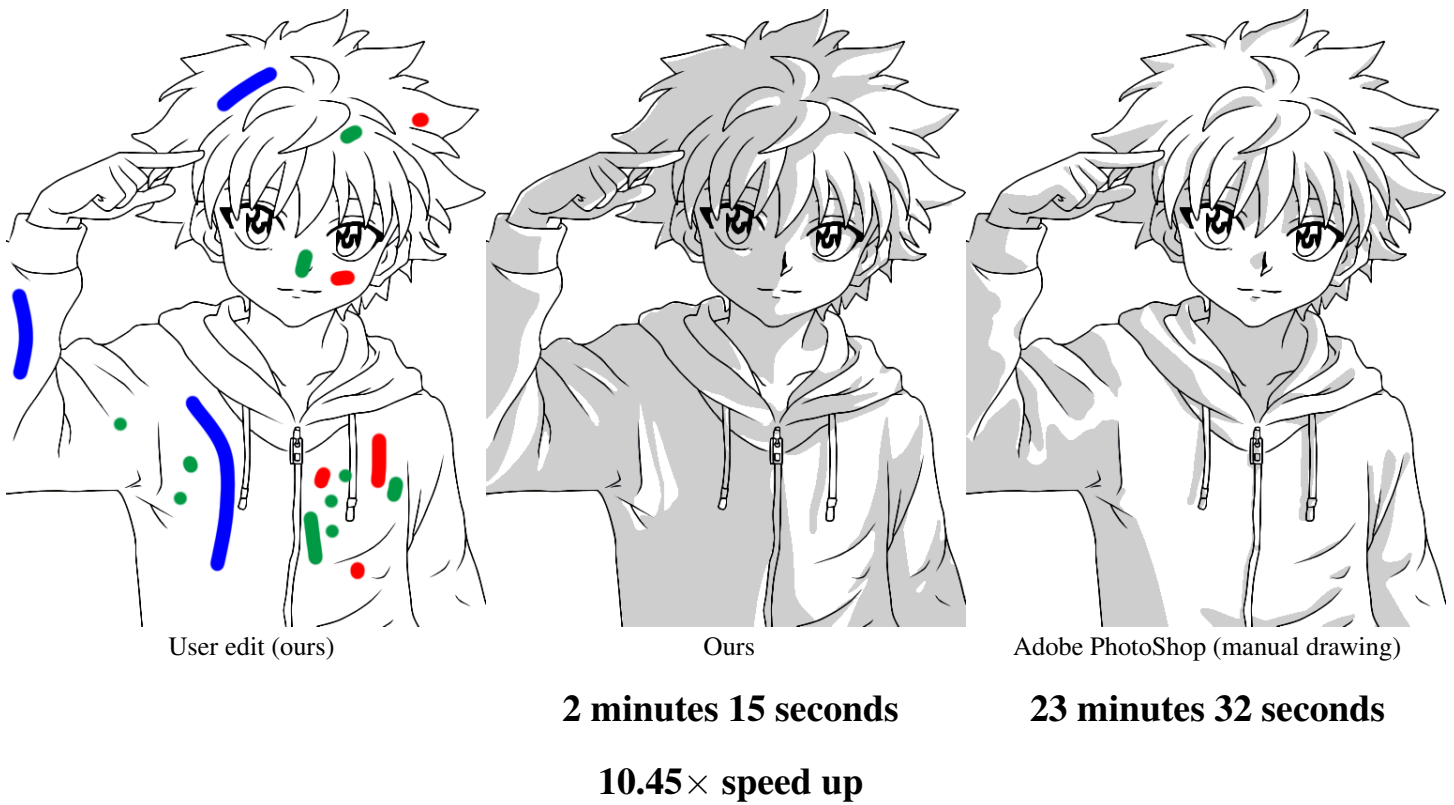 User edit (ours)
Ours
Adobe PhotoShop (manual drawing)
2 minutes 15 seconds
23 minutes 32 seconds
10.45× speed up